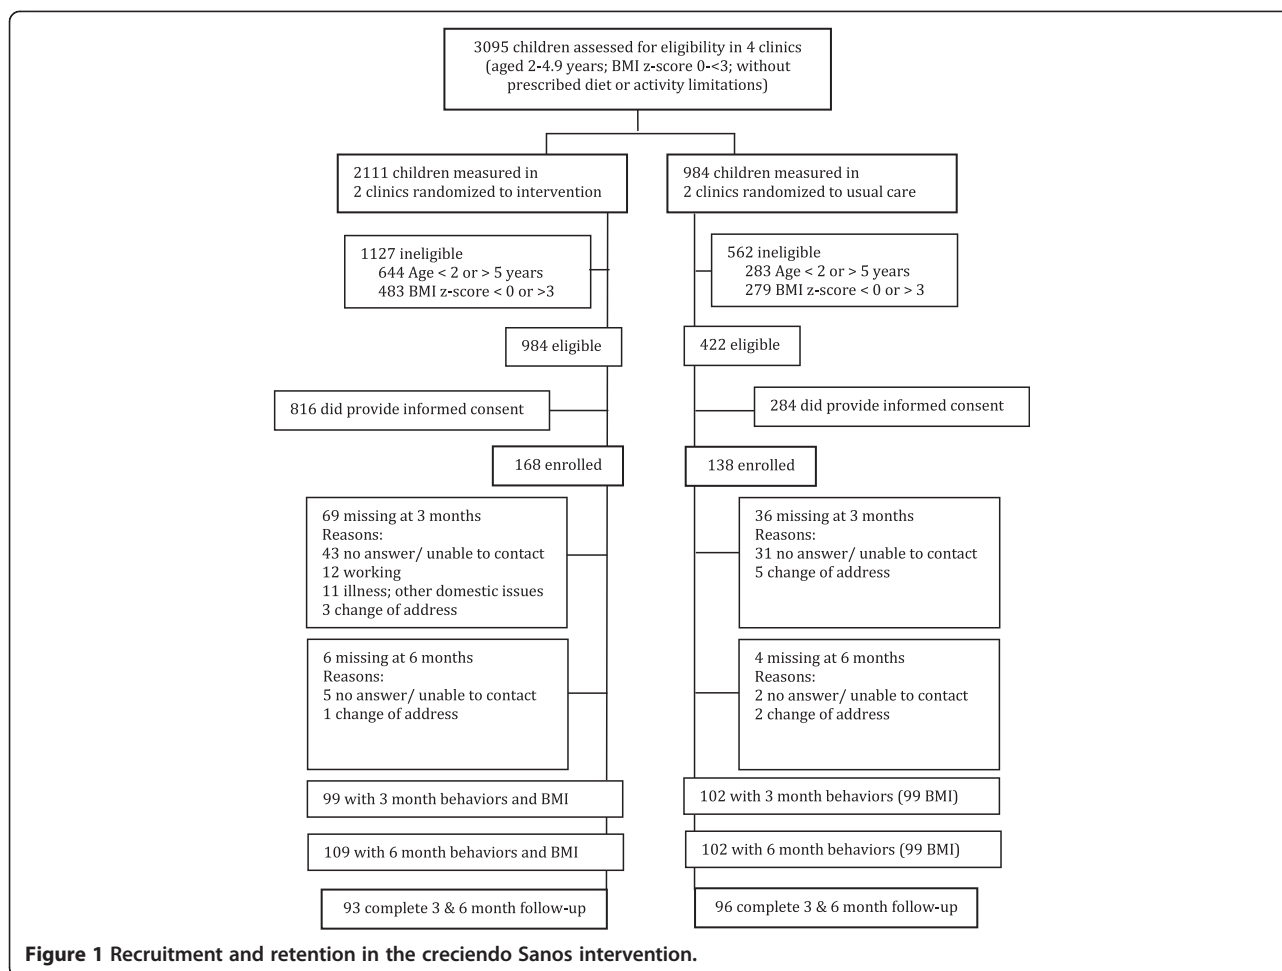 3095 children assessed for eligibility in 4 clinics
(aged 2-4.9 years; BMI z-score 0-<3; without
prescribed diet or activity limitations)
2111 children measured in
2 clinics randomized to intervention
984 children measured in
2 clinics randomized to usual care
1127 ineligible
644 Age < 2 or > 5 years
483 BMI z-score < 0 or >3
562 ineligible
283 Age < 2 or > 5 years
279 BMI z-score < 0 or > 3
984 eligible
422 eligible
816 did provide informed consent
284 did provide informed consent
168 enrolled
138 enrolled
69 missing at 3 months
Reasons:
43 no answer/ unable to contact
12 working
11 illness; other domestic issues
3 change of address
36 missing at 3 months
Reasons:
31 no answer/ unable to contact
5 change of address
6 missing at 6 months
Reasons:
5 no answer/ unable to contact
1 change of address
4 missing at 6 months
Reasons:
2 no answer/ unable to contact
2 change of address
99 with 3 month behaviors and BMI
102 with 3 month behaviors (99 BMI)
109 with 6 month behaviors and BMI
102 with 6 month behaviors (99 BMI)
93 complete 3 & 6 month follow-up
96 complete 3 & 6 month follow-up
Figure 1 Recruitment and retention in the creciendo Sanos intervention.